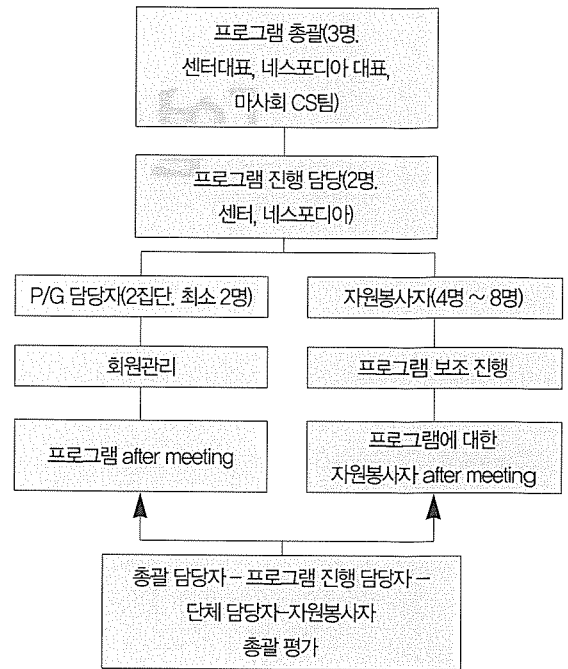 프로그램 총괄(3명.
센터대표, 네스포디아 대표,
마사회 CS팀)
프로그램 진행 담당(2명.
센터, 네스포디아)
P/G 담당자(2집단. 최소 2명)
자원봉사자(4명 ~ 8명)
회원관리
프로그램 보조 진행
프로그램 after meeting
프로그램에 대한
자원봉사자 after meeting
총괄 담당자 – 프로그램 진행 담당자 –
단체 담당자–자원봉사자
총괄 평가